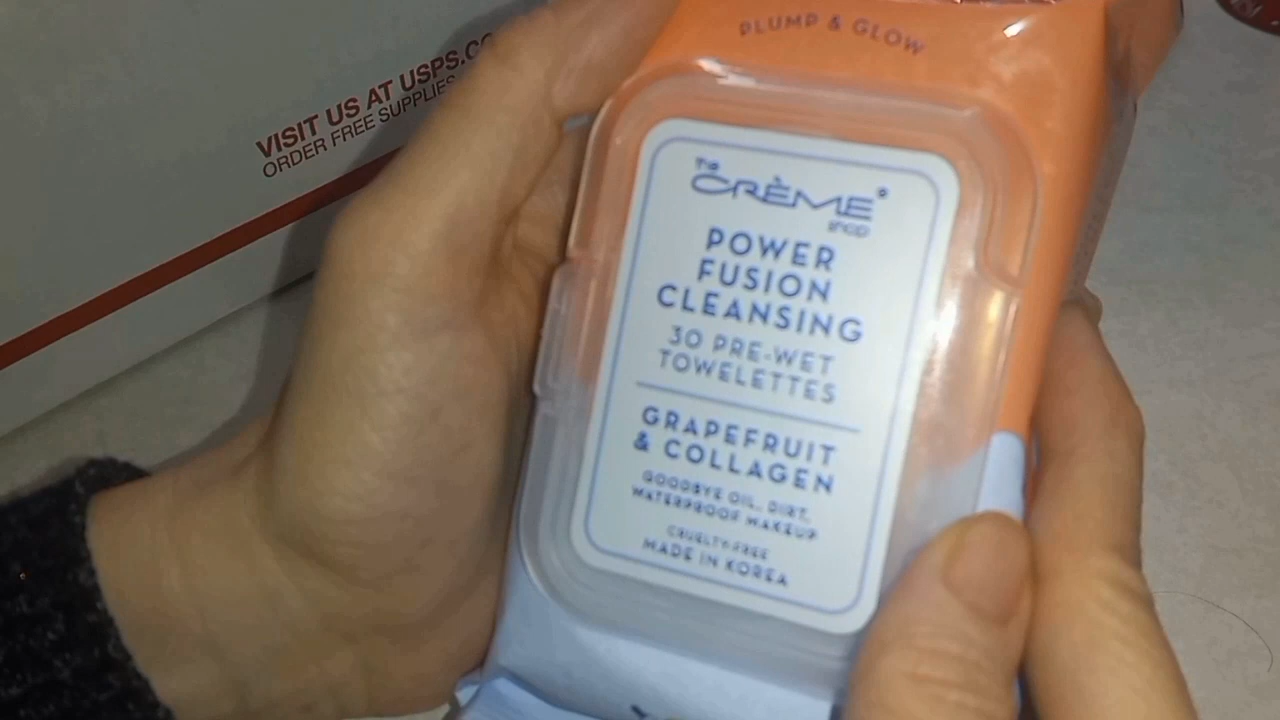 VISIT US AT USPS.CO
ORDER FREE SUPPLIES
PLUMP & GLOW
The
CRÈME
SHOP
POWER
FUSION
CLEANSING
30 PRE-WET
TOWELETTES
GRAPEFRUIT
& COLLAGEN
GOODBYE OIL, DIRT,
WATERPROOF MAKEUP
CRUELTY-FREE
MADE IN KOREA